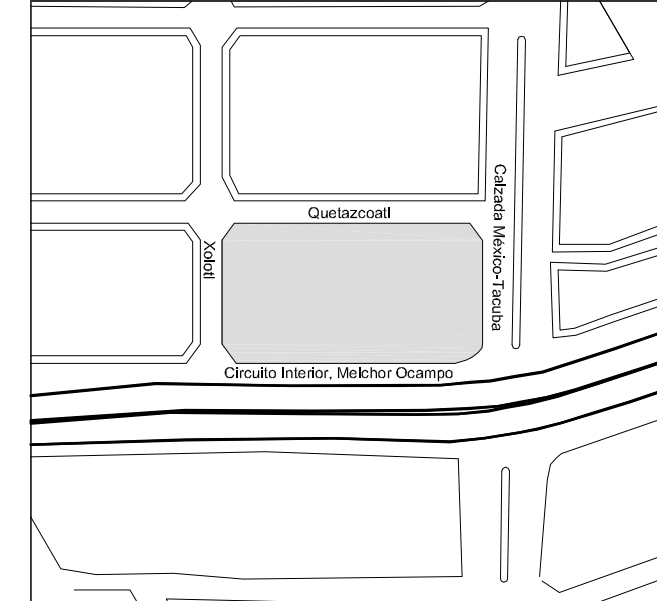 Quetazcoatl
Xolotl
Calzada México-Tacuba
Circuito Interior, Melchor Ocampo